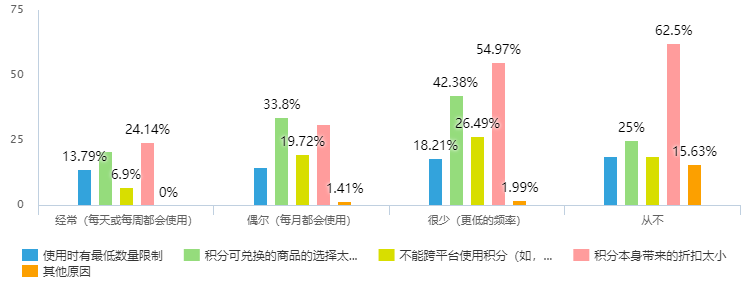 75
50
25
0
13.79%
6.9%
24.14%
0%
33.8%
19.72%
1.41%
18.21%
42.38%
26.49%
54.97%
1.99%
25%
62.5%
15.63%
经常（每天或每周都会使用）
偶尔（每月都会使用）
很少（更低的频率）
从不
使用时有最低数量限制
积分可兑换的商品的选择太...
不能跨平台使用积分（如，...
积分本身带来的折扣太小
其他原因